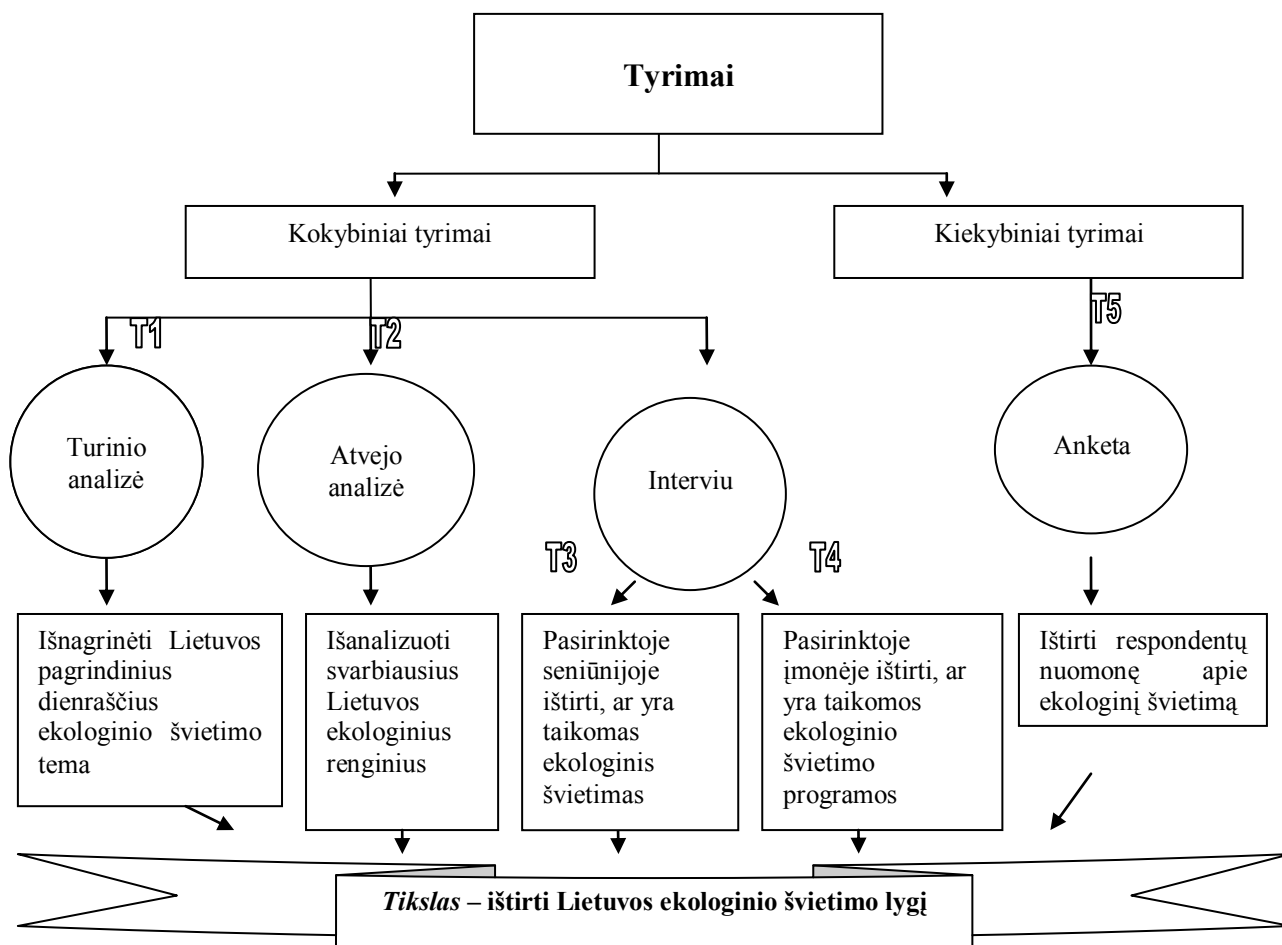 Tyrimai
Kokybiniai tyrimai
Kiekybiniai tyrimai
T1
T2
T5
Turinio
analizė
Atvejo
analizė
Interviu
Anketa
T3
T4
Išnagrinėti Lietuvos
pagrindinius
dienraščius
ekologinio švietimo
tema
Išanalizuoti
svarbiausius
Lietuvos
ekologinius
renginius
Pasirinktoje
seniūnijoje
ištirti, ar yra
taikomas
ekologinis
švietimas
Pasirinktoje
įmonėje ištirti, ar
yra taikomos
ekologinio
švietimo
programos
Ištirti respondentų
nuomonę apie
ekologinį švietimą
Tikslas – ištirti Lietuvos ekologinio švietimo lygį